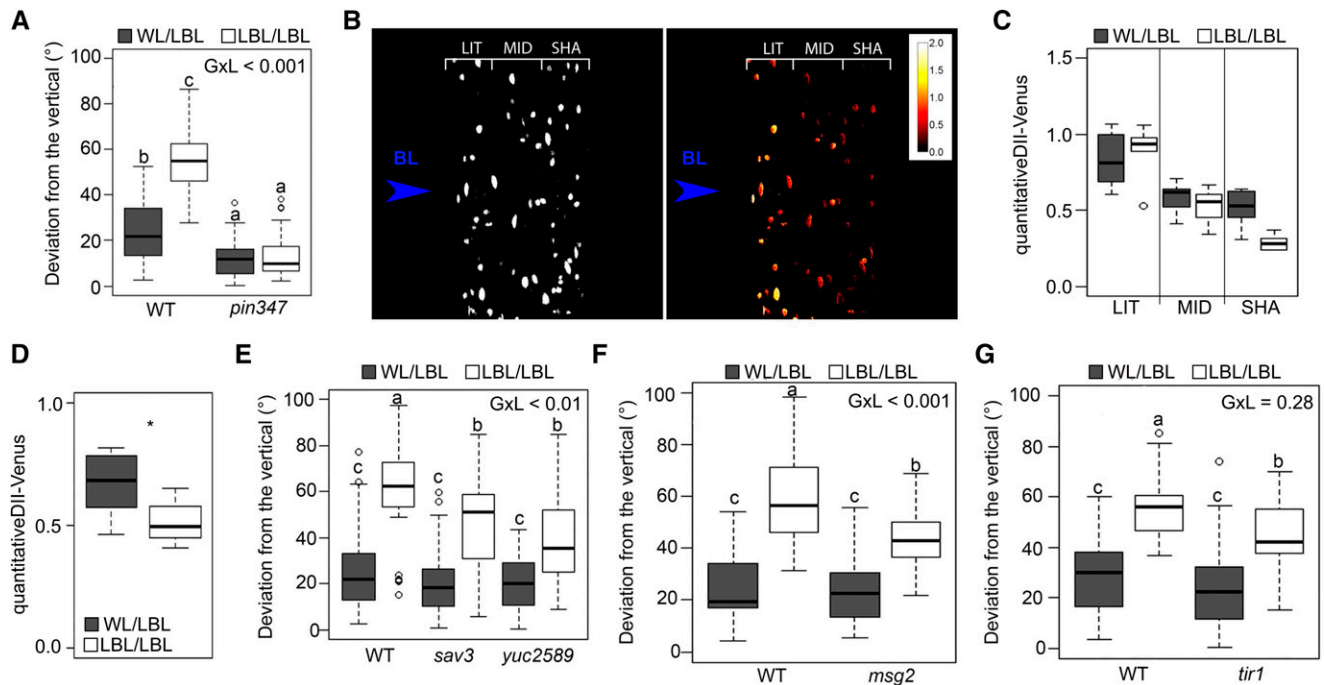 A
WL/LBL LBL/LBL
Deviation from the vertical (°)
100
80
60
40
20
0
GxL < 0.001
b
c
a
a
WT
pin347
B
LIT MID SHA
BL
LIT MID SHA
BL
2.0
1.5
1.0
0.5
0.0
C
WL/LBL LBL/LBL
quantitativeDII-Venus
1.5
1.0
0.5
0.0
LIT MID SHA
D
quantitativeDII-Venus
1.0
0.5
0.0
*
WL/LBL
LBL/LBL
E
WL/LBL LBL/LBL
Deviation from the vertical (°)
100
80
60
40
20
0
GxL < 0.01
c
a
c
b
c
b
WT sav3 yuc2589
F
WL/LBL LBL/LBL
Deviation from the vertical (°)
100
80
60
40
20
0
GxL < 0.001
c
a
c
b
WT msg2
G
WL/LBL LBL/LBL
Deviation from the vertical (°)
100
80
60
40
20
0
GxL = 0.28
c
a
c
b
WT tir1